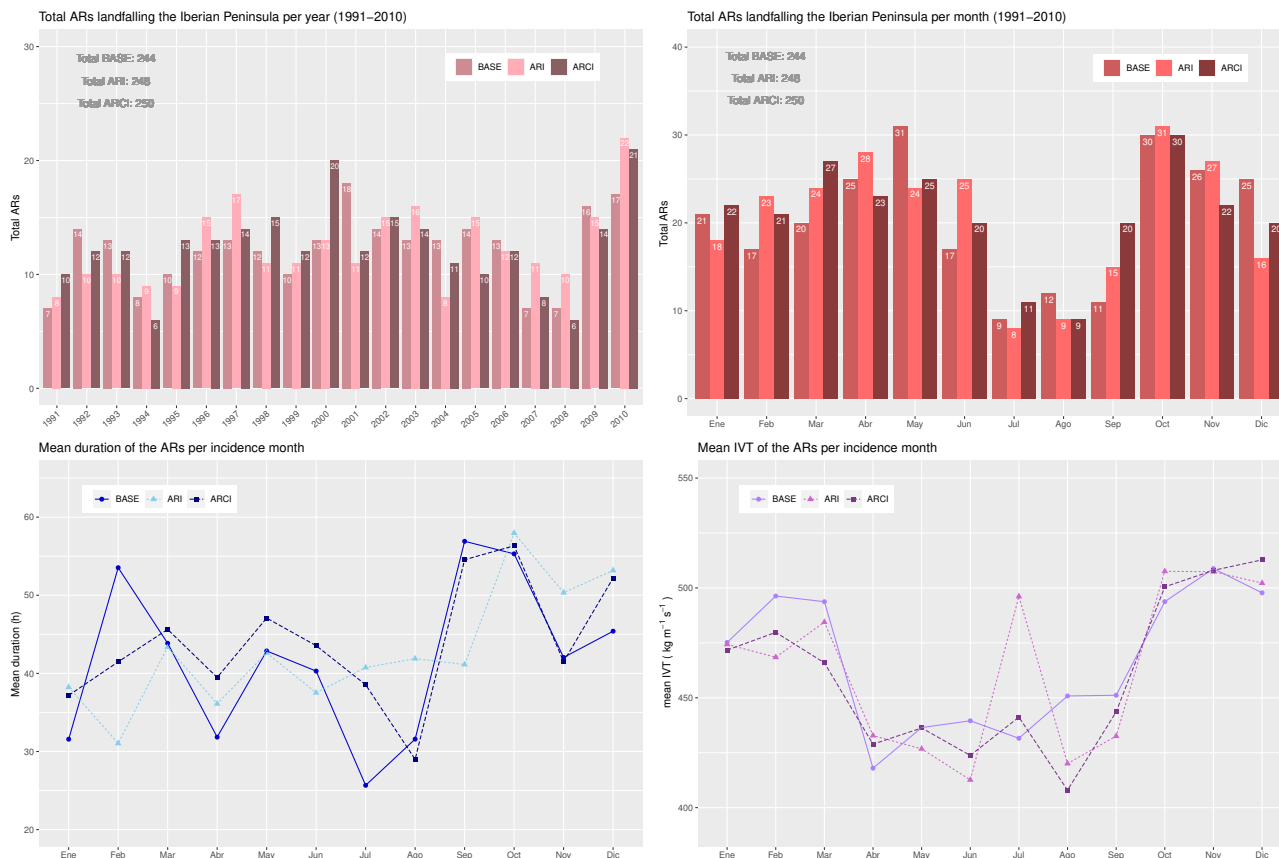 Total ARs landfalling the Iberian Peninsula per year (1991−2010)
Total ARs
30
20
10
0
Total BASE: 244
Total ARI: 248
Total ARCI: 250
BASE ARI ARCI
7 8 10 14 10 12 13 10 12 8 9 6 10 9 13 12 15 13 13 17 14 12 11 15 10 11 12 13 13 20 18 11 12 14 15 15 13 16 14 13 8 11 14 15 10 13 12 12 7 11 8 7 10 6 16 15 14 17 22 21
1991 1992 1993 1994 1995 1996 1997 1998 1999 2000 2001 2002 2003 2004 2005 2006 2007 2008 2009 2010
Total ARs landfalling the Iberian Peninsula per month (1991−2010)
Total ARs
40
30
20
10
0
Total BASE: 244
Total ARI: 248
Total ARCI: 250
BASE ARI ARCI
21 18 22 17 23 21 20 24 27 25 28 23 31 24 25 17 25 20 9 8 11 12 9 9 11 15 20 30 31 30 26 27 22 25 16 20
Ene Feb Mar Abr May Jun Jul Ago Sep Oct Nov Dic
Mean duration of the ARs per incidence month
Mean duration (h)
60
50
40
30
20
BASE ARI ARCI
Ene Feb Mar Abr May Jun Jul Ago Sep Oct Nov Dic
Mean IVT of the ARs per incidence month
mean IVT ( kg m⁻¹ s⁻¹ )
550
500
450
400
BASE ARI ARCI
Ene Feb Mar Abr May Jun Jul Ago Sep Oct Nov Dic